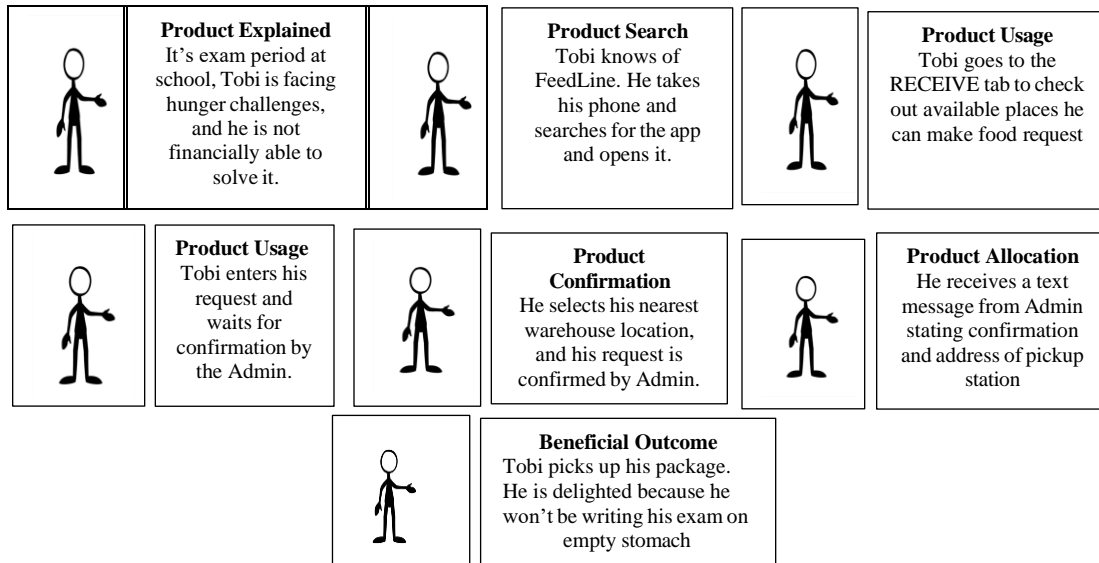 Product Explained
It’s exam period at
school, Tobi is facing
hunger challenges,
and he is not
financially able to
solve it.
Product Search
Tobi knows of
FeedLine. He takes
his phone and
searches for the app
and opens it.
Product Usage
Tobi goes to the
RECEIVE tab to check
out available places he
can make food request
Product Usage
Tobi enters his
request and
waits for
confirmation by
the Admin.
Product
Confirmation
He selects his nearest
warehouse location,
and his request is
confirmed by Admin.
Product Allocation
He receives a text
message from Admin
stating confirmation
and address of pickup
station
Beneficial Outcome
Tobi picks up his package.
He is delighted because he
won’t be writing his exam on
empty stomach